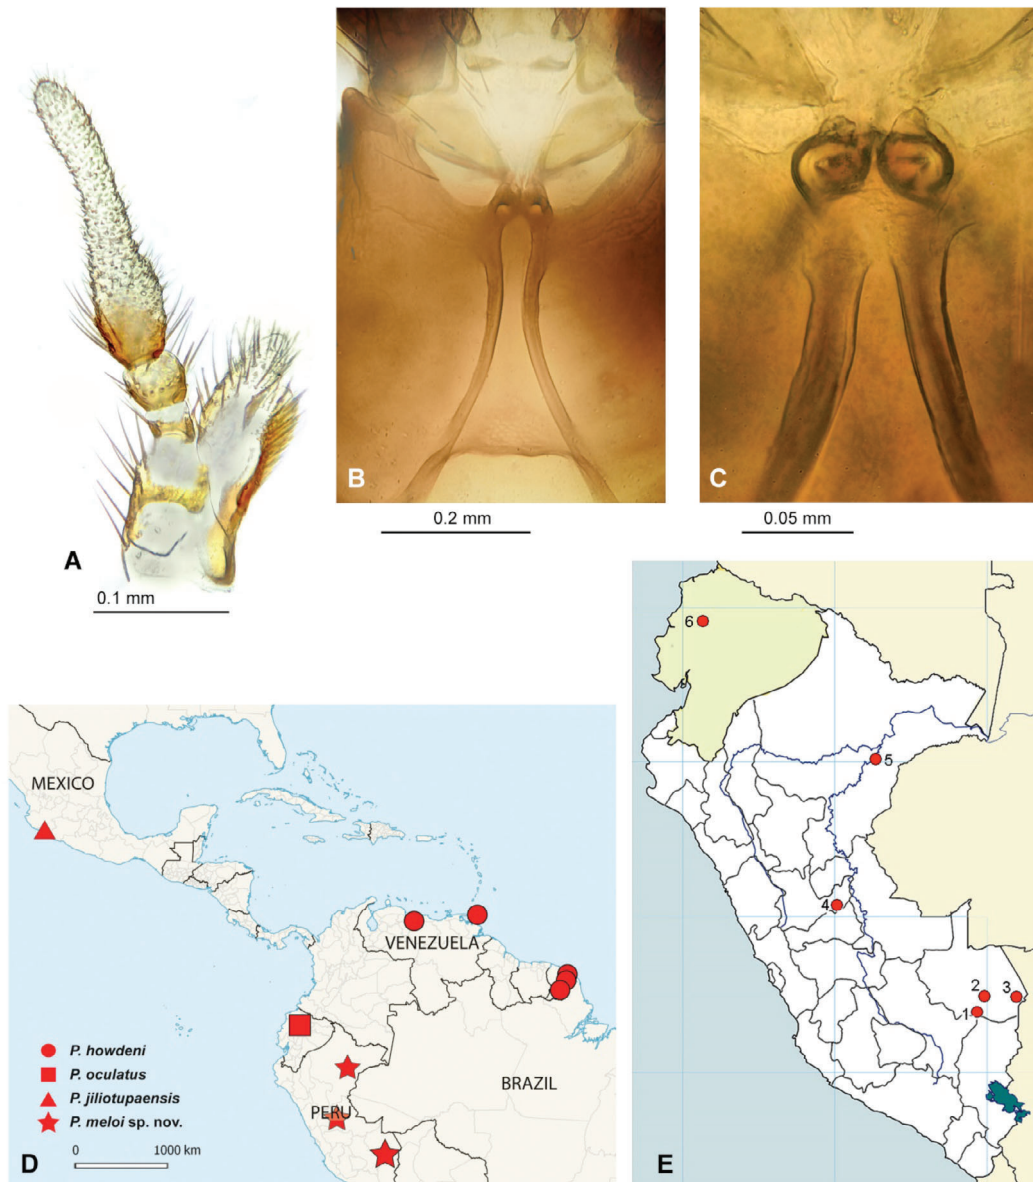 A
0.1 mm
B
0.2 mm
C
0.05 mm
MEXICO
VENEZUELA
BRAZIL
PERU
P. howdeni
P. oculatus
P. jiliotupaensis
P. meloi sp. nov.
0 1000 km
D
6
5
4
2 3
1
E